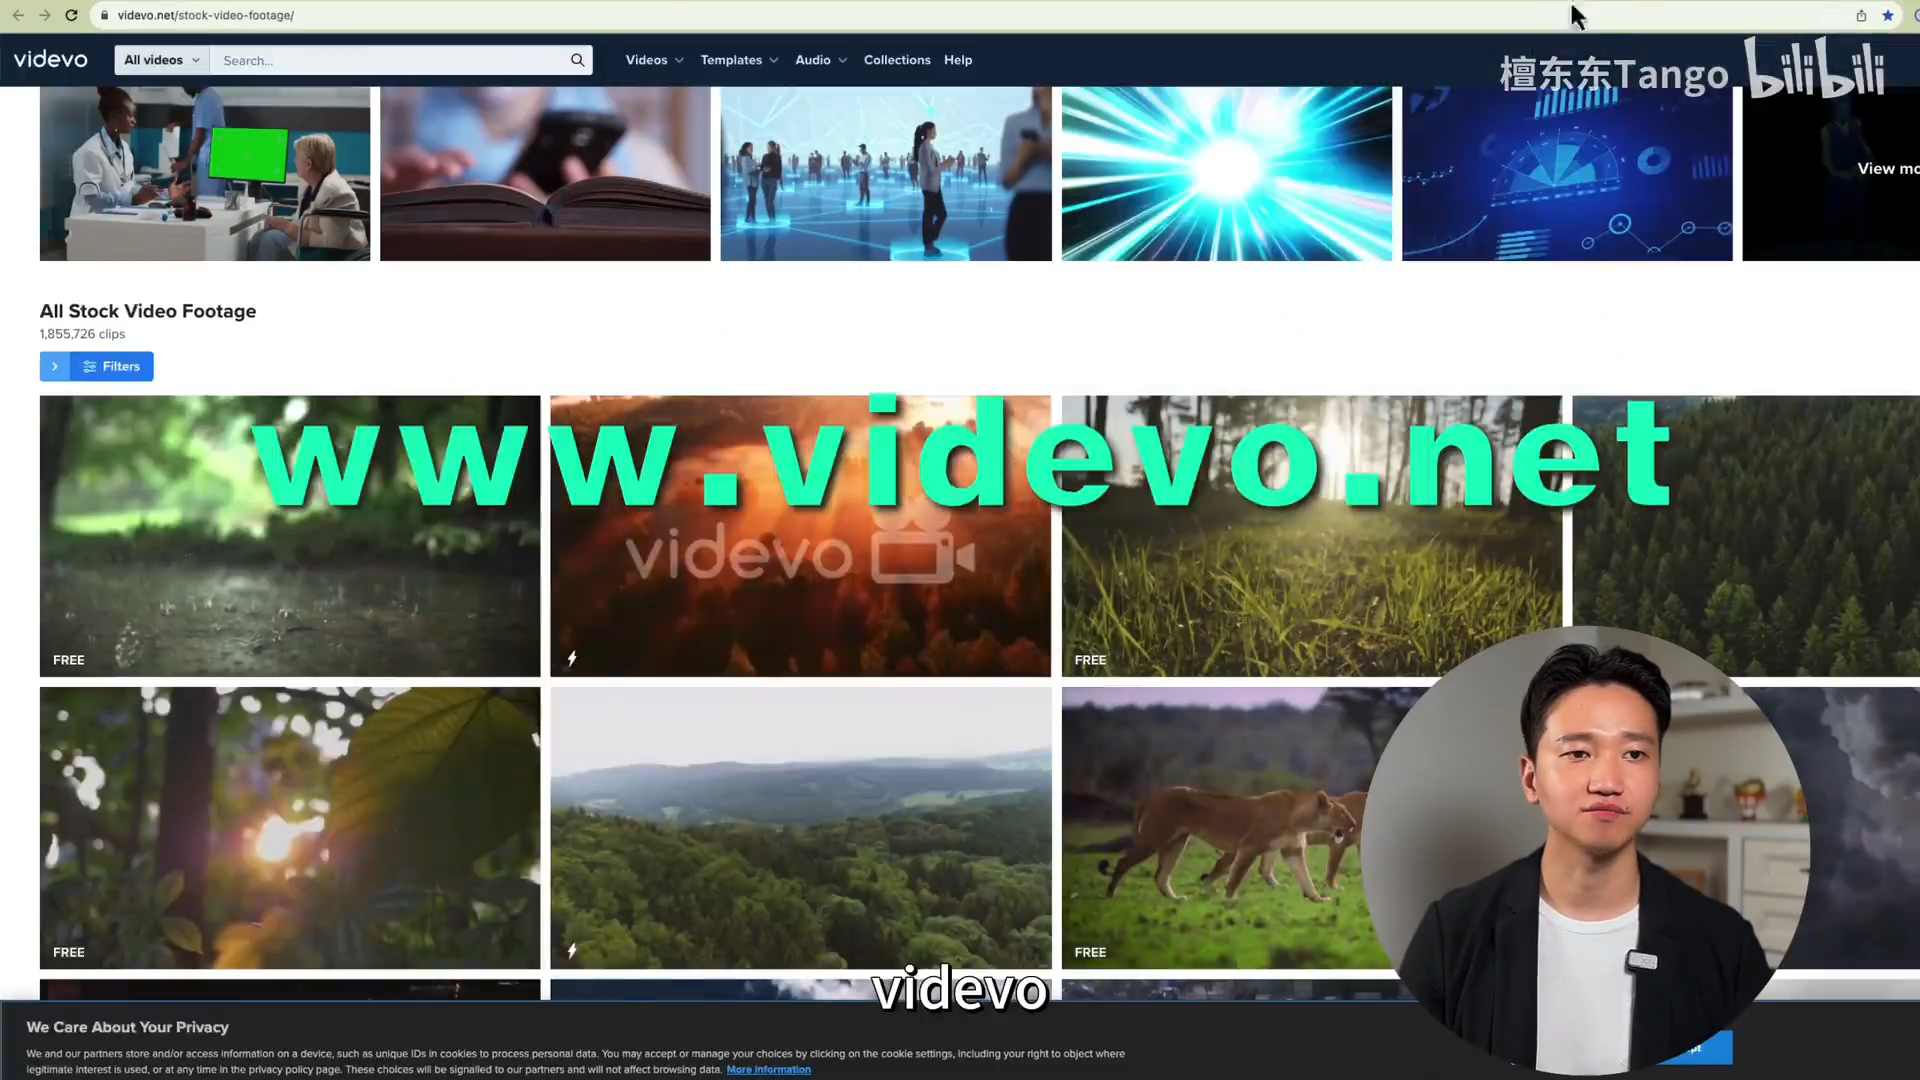 videvo.net/stock-video-footage/
videvo
All videos
Search...
Videos
Templates
Audio
Collections
Help
檀东东Tango bilibili
View mo
All Stock Video Footage
1,855,726 clips
Filters
www.videvo.net
videvo
FREE
FREE
FREE
FREE
videvo
We Care About Your Privacy
We and our partners store and/or access information on a device, such as unique IDs in cookies to process personal data. You may accept or manage your choices by clicking on the cookie settings, including your right to object where
legitimate interest is used, or at any time in the privacy policy page. These choices will be signalled to our partners and will not affect browsing data. More information
pt